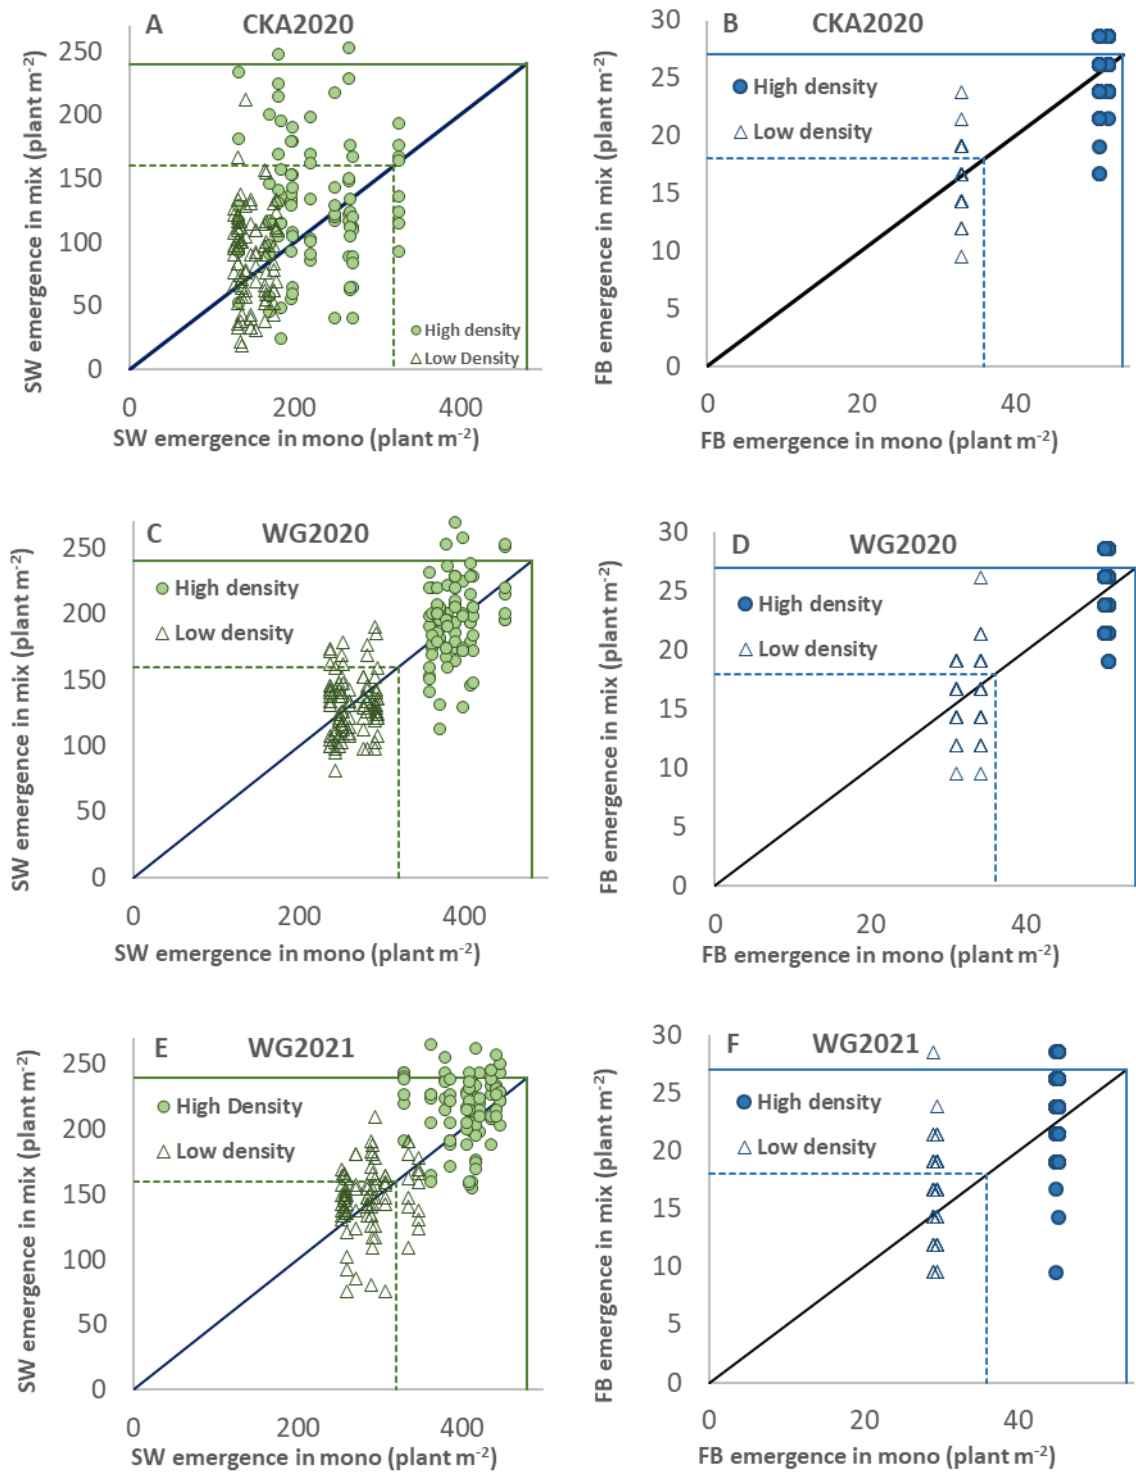 A CKA2020
SW emergence in mix (plant m-2)
250
200
150
100
50
0
High density
Low Density
0 200 400
SW emergence in mono (plant m-2)
B CKA2020
FB emergence in mix (plant m-2)
30
25
20
15
10
5
0
High density
Low density
0 20 40
FB emergence in mono (plant m-2)
C WG2020
SW emergence in mix (plant m-2)
250
200
150
100
50
0
High density
Low density
0 200 400
SW emergence in mono (plant m-2)
D WG2020
FB emergence in mix (plant m-2)
30
25
20
15
10
5
0
High density
Low density
0 20 40
FB emergence in mono (plant m-2)
E WG2021
SW emergence in mix (plant m-2)
250
200
150
100
50
0
High Density
Low density
0 200 400
SW emergence in mono (plant m-2)
F WG2021
FB emergence in mix (plant m-2)
30
25
20
15
10
5
0
High density
Low density
0 20 40
FB emergence in mono (plant m-2)